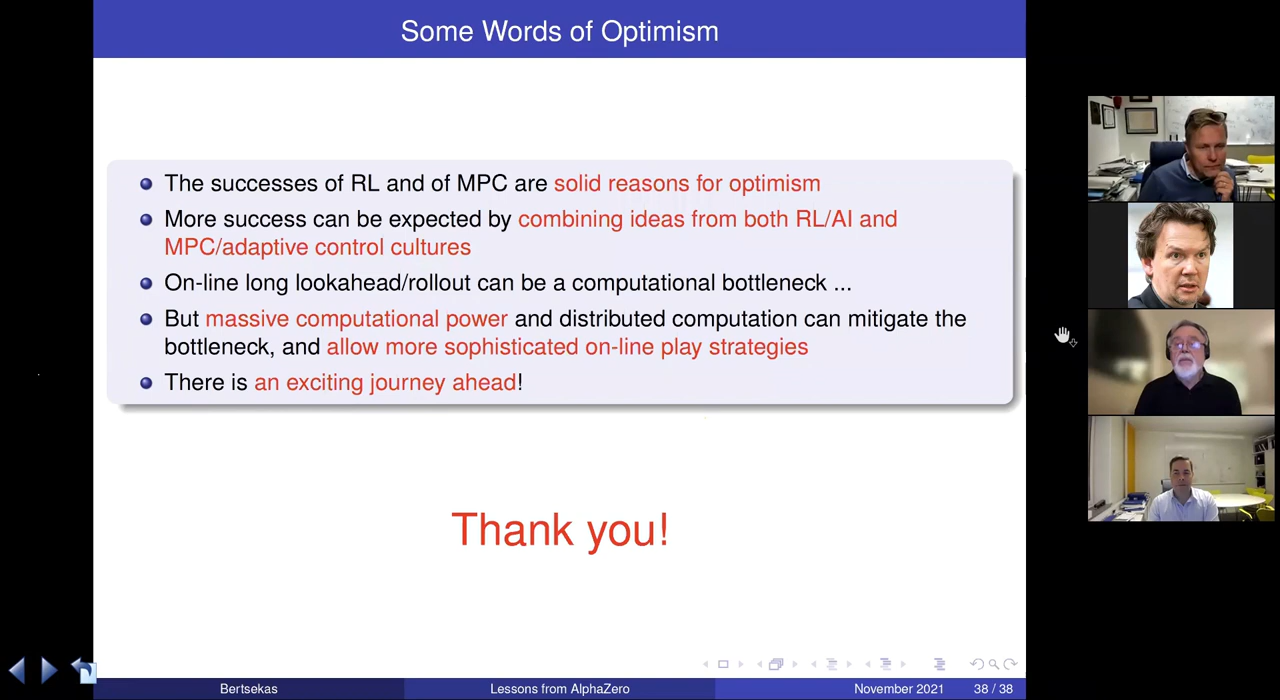 Some Words of Optimism
The successes of RL and of MPC are solid reasons for optimism
More success can be expected by combining ideas from both RL/AI and
MPC/adaptive control cultures
On-line long lookahead/rollout can be a computational bottleneck ...
But massive computational power and distributed computation can mitigate the
bottleneck, and allow more sophisticated on-line play strategies
There is an exciting journey ahead!
Thank you!
Bertsekas
Lessons from AlphaZero
November 2021
38 / 38